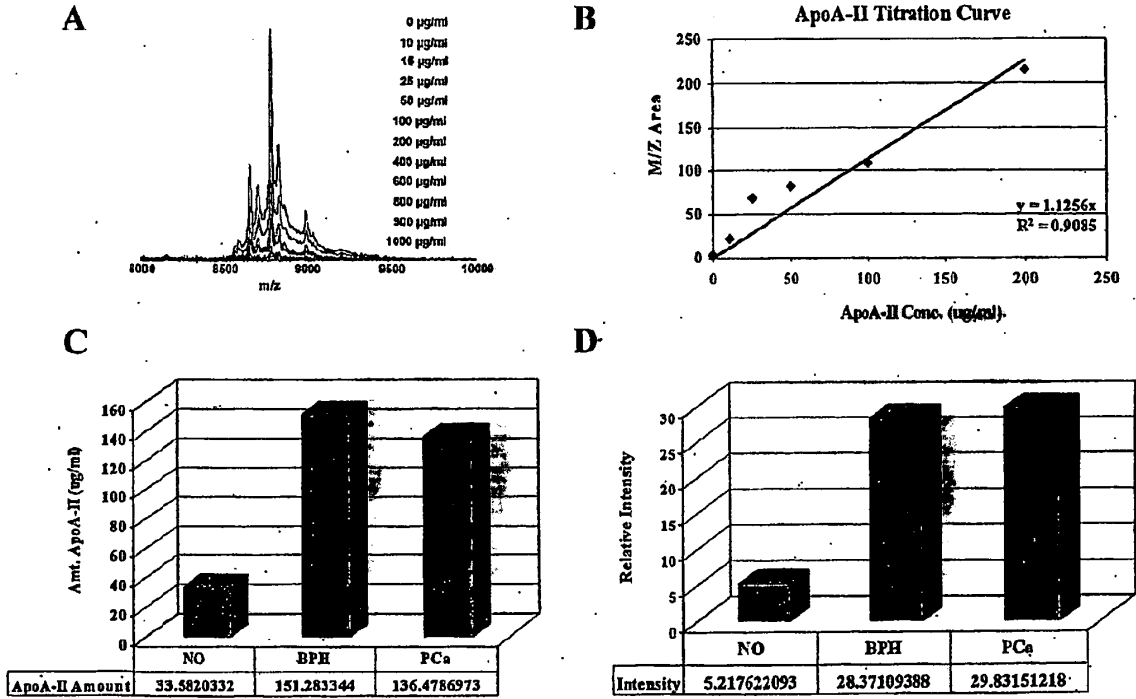 A
0 µg/ml
10 µg/ml
15 µg/ml
25 µg/ml
50 µg/ml
100 µg/ml
200 µg/ml
400 µg/ml
600 µg/ml
800 µg/ml
900 µg/ml
1000 µg/ml
8000 8500 9000 9500 10000
m/z
B
ApoA-II Titration Curve
250
200
150
100
50
0
M/Z Area
y = 1.1256x
R² = 0.9085
0 50 100 150 200 250
ApoA-II Conc. (ug/ml).
C
160
140
120
100
80
60
40
20
0
Amt. ApoA-II (ug/ml)
NO BPH PCa
ApoA-II Amount 33.5820332 151.283344 136.4786973
D
30
25
20
15
10
5
0
Relative Intensity
NO BPH PCa
Intensity 5.217622093 28.37109388 29.83151218